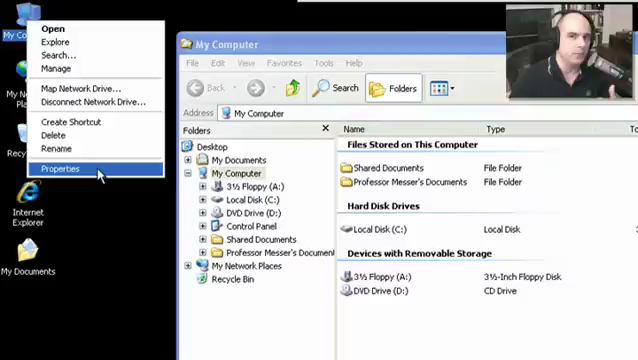 My Co
Open
Explore
Search...
Manage
Map Network Drive...
Disconnect Network Drive...
Create Shortcut
Delete
Rename
Properties
My N
Pla
Recyc
Internet
Explorer
My Documents
My Computer
File Edit View Favorites Tools Help
Back Search Folders
Address My Computer
Folders
Desktop
My Documents
My Computer
3½ Floppy (A:)
Local Disk (C:)
DVD Drive (D:)
Control Panel
Shared Documents
Professor Messer's Document
My Network Places
Recycle Bin
Name Type
Files Stored on This Computer
Shared Documents File Folder
Professor Messer's Documents File Folder
Hard Disk Drives
Local Disk (C:) Local Disk
Devices with Removable Storage
3½ Floppy (A:) 3½-Inch Floppy Disk
DVD Drive (D:) CD Drive